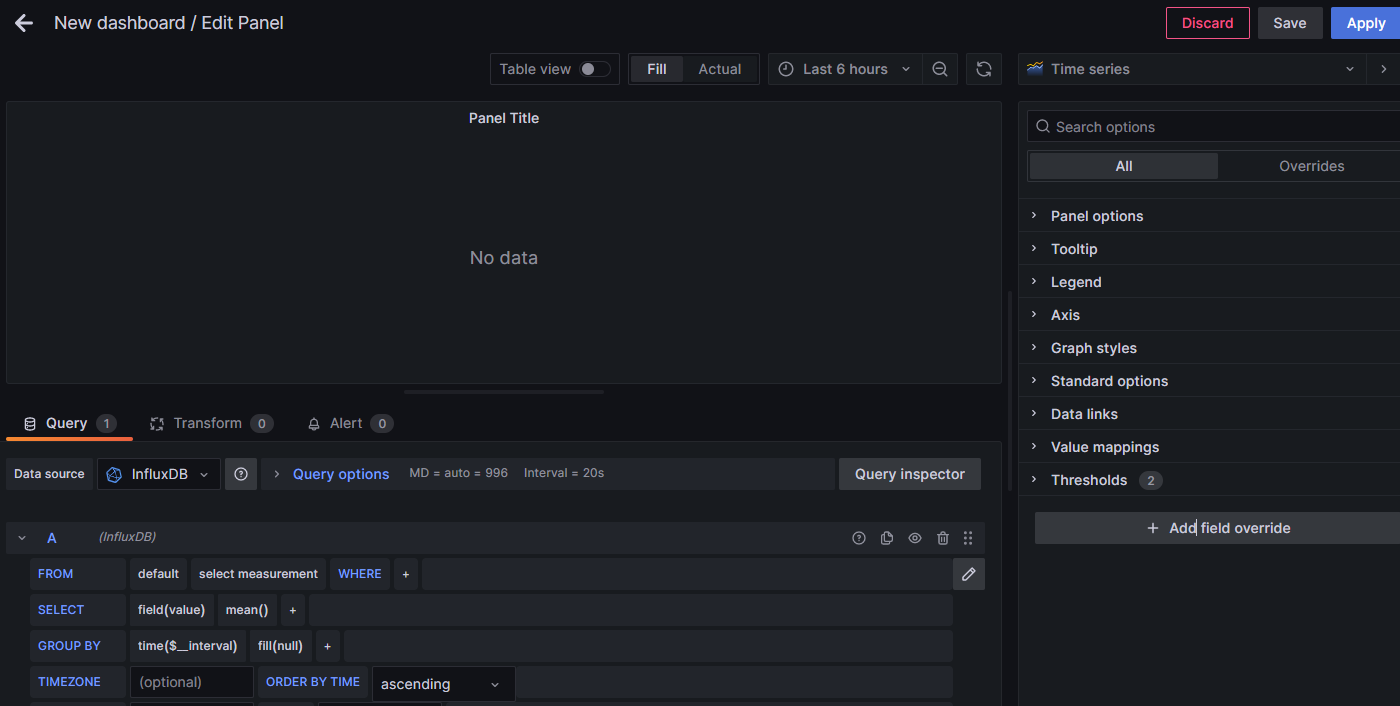 New dashboard / Edit Panel
Discard
Save
Apply
Table view
Fill
Actual
Last 6 hours
Time series
Panel Title
No data
Search options
All
Overrides
Panel options
Tooltip
Legend
Axis
Graph styles
Standard options
Data links
Value mappings
Thresholds 2
+ Add field override
Query 1
Transform 0
Alert 0
Data source
InfluxDB
Query options
MD = auto = 996
Interval = 20s
Query inspector
A
(InfluxDB)
FROM default select measurement WHERE +
SELECT field(value) mean() +
GROUP BY time($__interval) fill(null) +
TIMEZONE (optional) ORDER BY TIME ascending